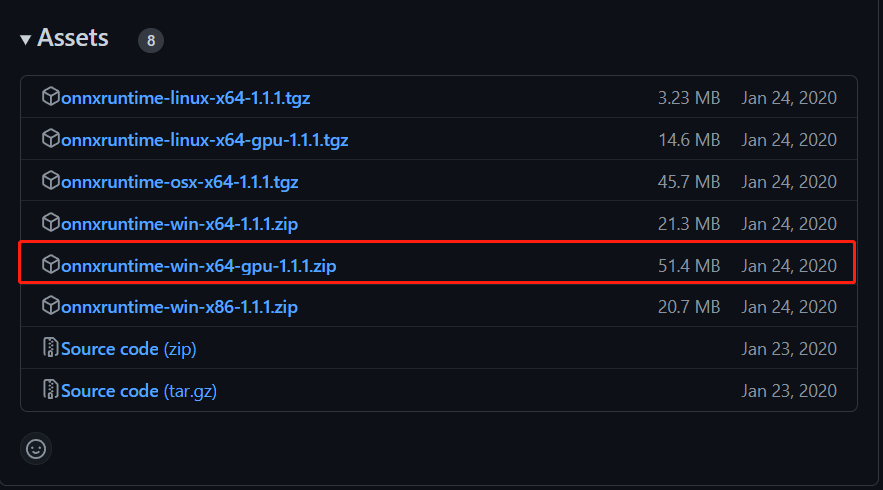 Assets 8
onnxruntime-linux-x64-1.1.1.tgz 3.23 MB Jan 24, 2020
onnxruntime-linux-x64-gpu-1.1.1.tgz 14.6 MB Jan 24, 2020
onnxruntime-osx-x64-1.1.1.tgz 45.7 MB Jan 24, 2020
onnxruntime-win-x64-1.1.1.zip 21.3 MB Jan 24, 2020
onnxruntime-win-x64-gpu-1.1.1.zip 51.4 MB Jan 24, 2020
onnxruntime-win-x86-1.1.1.zip 20.7 MB Jan 24, 2020
Source code (zip) Jan 23, 2020
Source code (tar.gz) Jan 23, 2020